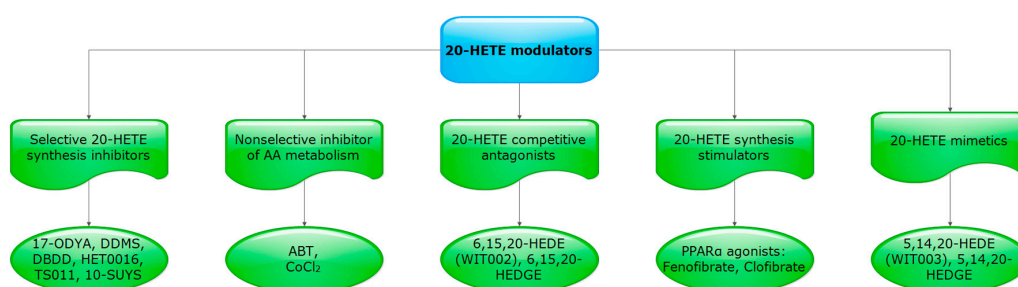 20-HETE modulators
Selective 20-HETE
synthesis inhibitors
Nonselective inhibitor
of AA metabolism
20-HETE competitive
antagonists
20-HETE synthesis
stimulators
20-HETE mimetics
17-ODYA, DDMS,
DBDD, HET0016,
TS011, 10-SUYS
ABT,
CoCl₂
6,15,20-HEDE
(WIT002), 6,15,20-
HEDGE
PPARα agonists:
Fenofibrate, Clofibrate
5,14,20-HEDE
(WIT003), 5,14,20-
HEDGE